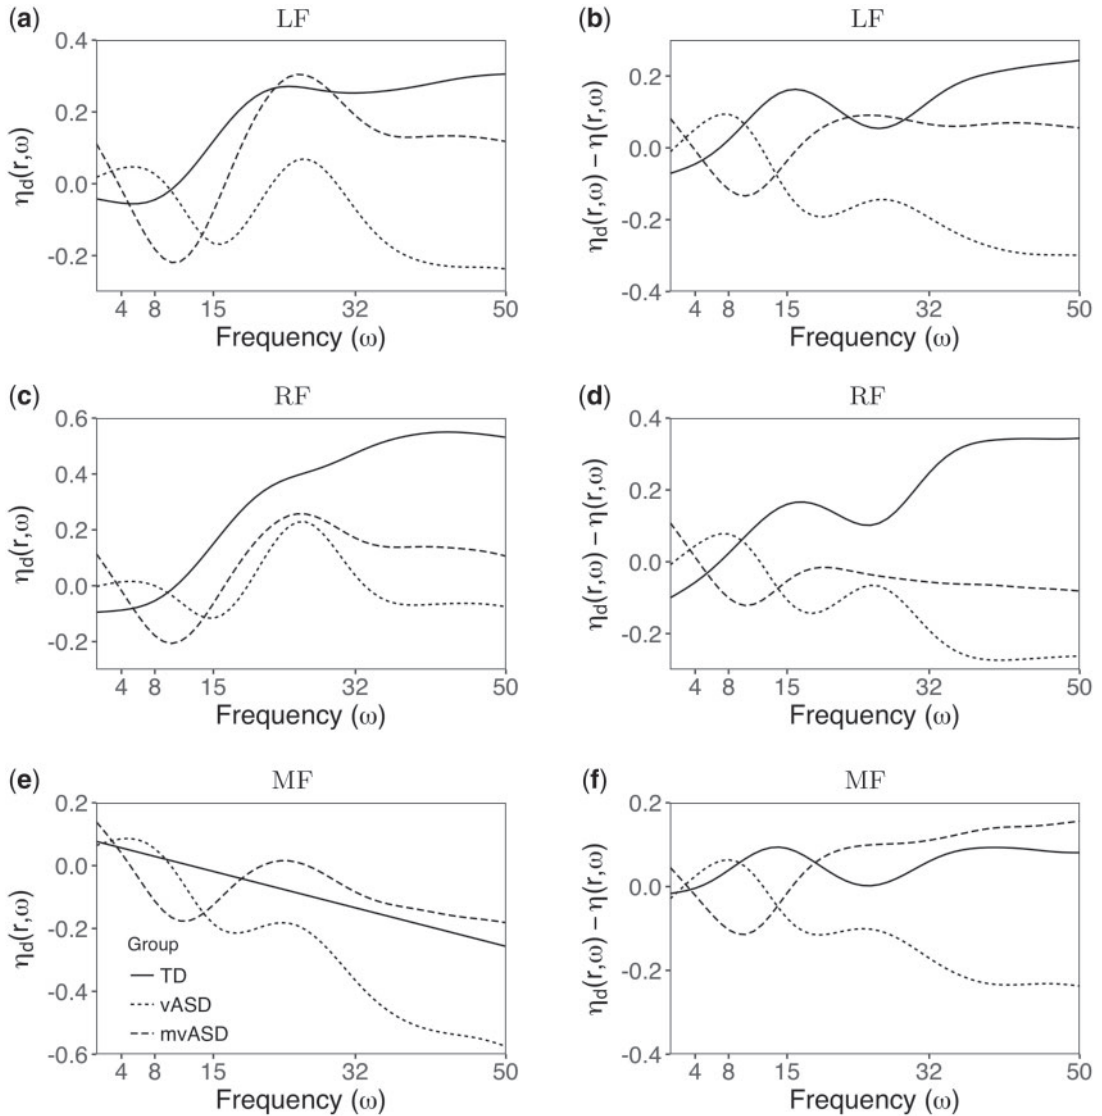 (a) LF
0.4
0.2
0.0
-0.2
ηd(r,ω)
4 8 15 32 50
Frequency (ω)
(b) LF
0.2
0.0
-0.2
-0.4
ηd(r,ω) − η(r,ω)
4 8 15 32 50
Frequency (ω)
(c) RF
0.6
0.4
0.2
0.0
-0.2
ηd(r,ω)
4 8 15 32 50
Frequency (ω)
(d) RF
0.4
0.2
0.0
-0.2
ηd(r,ω) − η(r,ω)
4 8 15 32 50
Frequency (ω)
(e) MF
0.2
0.0
-0.2
-0.4
-0.6
ηd(r,ω)
Group
TD
vASD
mvASD
4 8 15 32 50
Frequency (ω)
(f) MF
0.2
0.0
-0.2
-0.4
ηd(r,ω) − η(r,ω)
4 8 15 32 50
Frequency (ω)